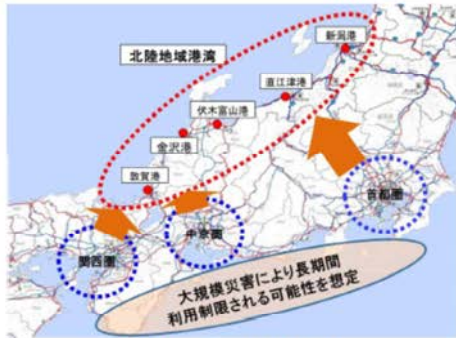 北陸地域港湾
新潟港
直江津港
伏木富山港
金沢港
敦賀港
首都圏
中京圏
関西圏
大規模災害により長期間
利用制限される可能性を想定